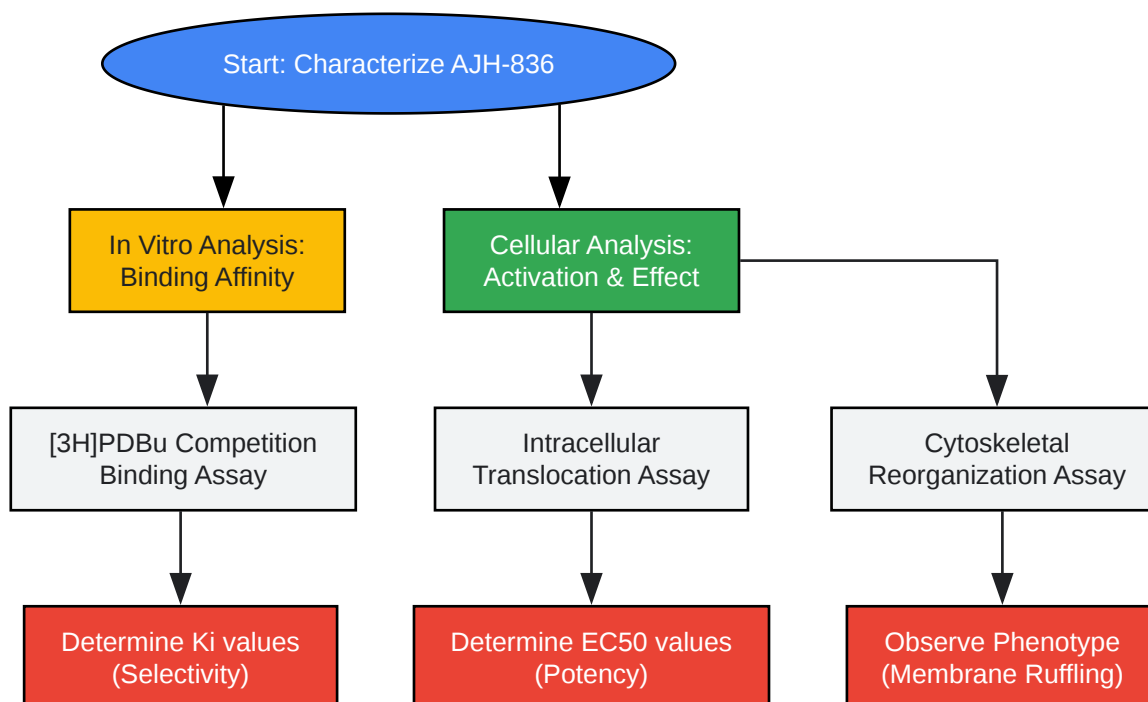 Start: Characterize AJH-836
In Vitro Analysis:
Binding Affinity
Cellular Analysis:
Activation & Effect
[3H]PDBu Competition
Binding Assay
Intracellular
Translocation Assay
Cytoskeletal
Reorganization Assay
Determine Ki values
(Selectivity)
Determine EC50 values
(Potency)
Observe Phenotype
(Membrane Ruffling)